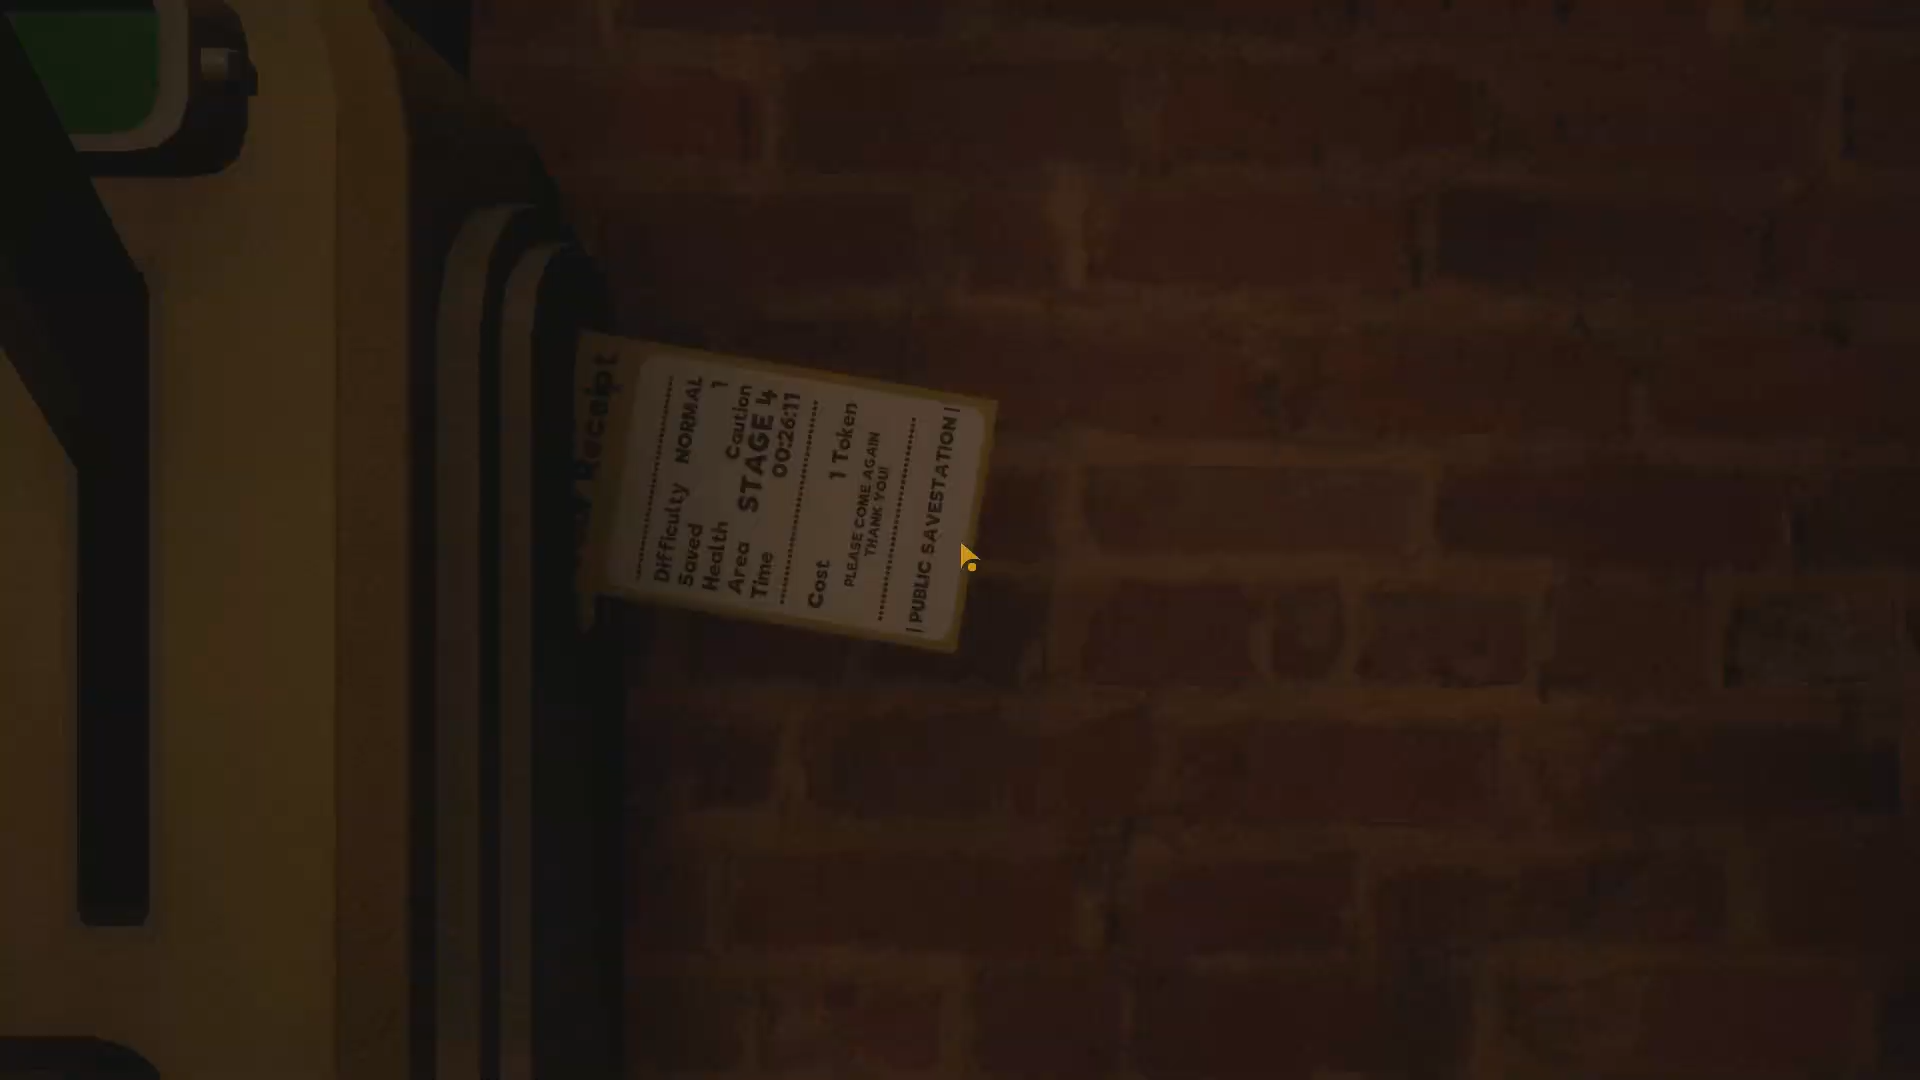 Receipt
Difficulty NORMAL
Saved 1
Health Caution
Area STAGE 4
Time 00:26:11
Cost 1 Token
PLEASE COME AGAIN
THANK YOU!
| PUBLIC SAVESTATION |